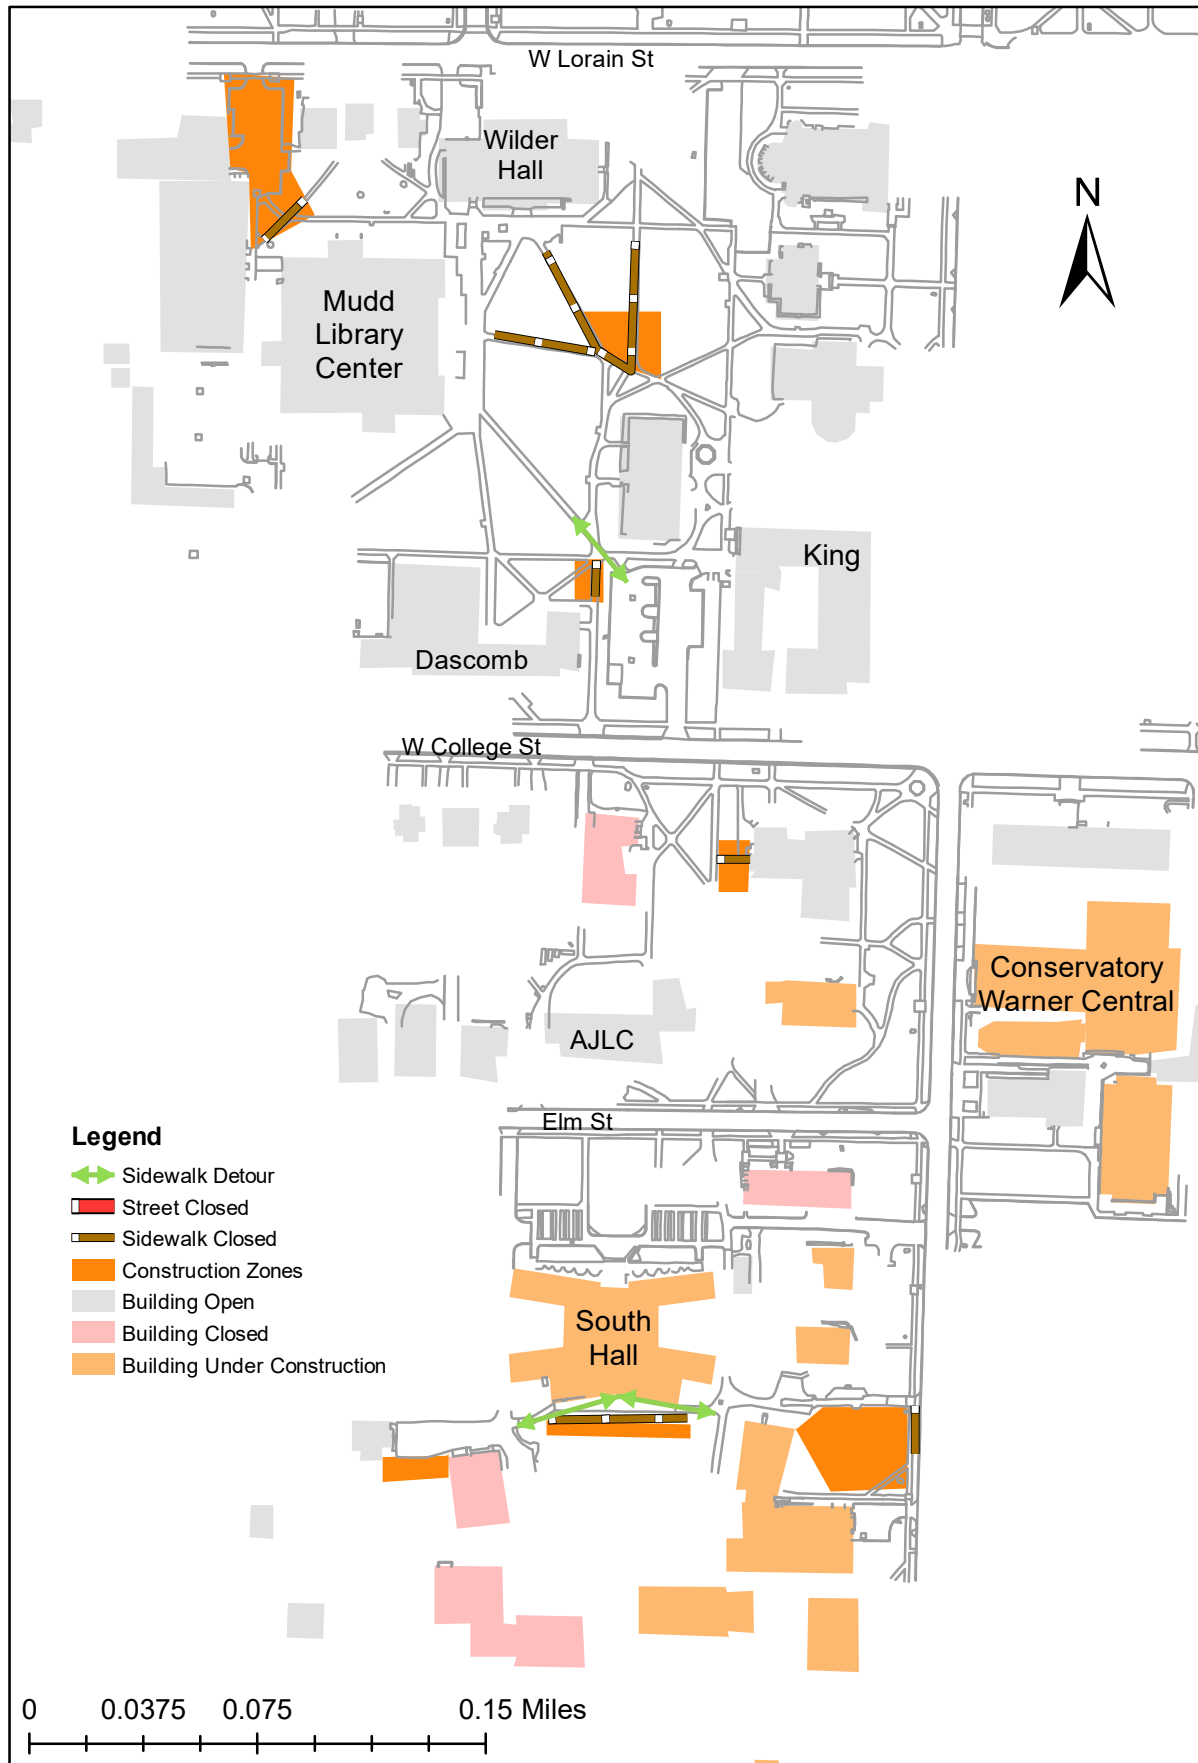 W Lorain St
Wilder
Hall
N
Mudd
Library
Center
King
Dascomb
W College St
Conservatory
Warner Central
AJLC
Elm St
Legend
Sidewalk Detour
Street Closed
Sidewalk Closed
Construction Zones
Building Open
Building Closed
Building Under Construction
South
Hall
0 0.0375 0.075 0.15 Miles